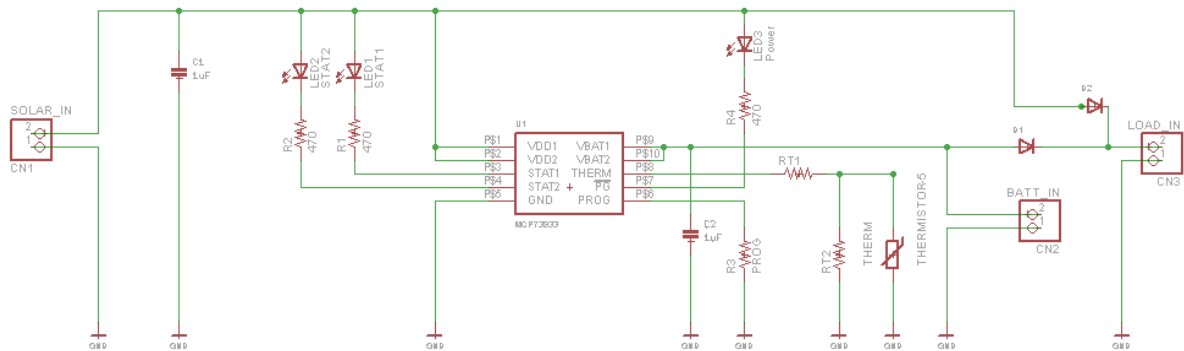 LED2
STAT2
LED1
STAT1
LED3
Power
C1
1uF
D2
SOLAR_IN
2
1
CN1
R2
470
R1
470
R4
470
U1
D1
LOAD_IN
2
1
CN3
P$1
VDD1
VBAT1
P$9
P$2
VDD2
VBAT2
P$10
P$3
STAT1
THERM
P$8
P$4
STAT2
PG
P$7
P$5
GND
PROG
P$6
RT1
BATT_IN
2
1
CN2
C2
1uF
R3
PROG
RT2
THERM
THERMISTOR-5
GND
GND
GND
GND
GND
GND
GND
GND
GND